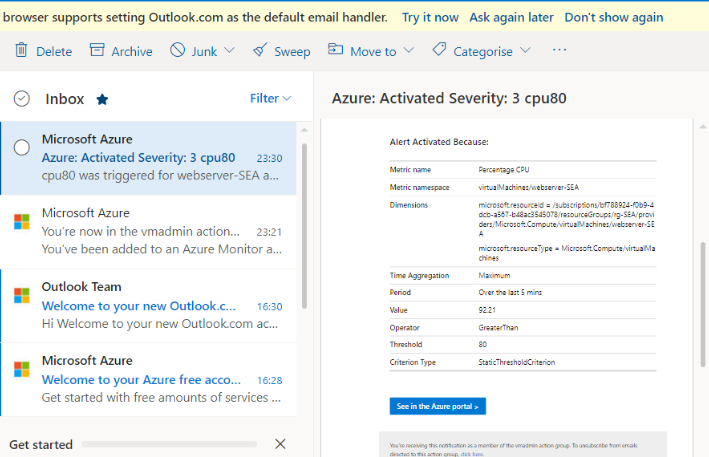 browser supports setting Outlook.com as the default email handler. Try it now Ask again later Don't show again
Delete Archive Junk Sweep Move to Categorise ...
Inbox Filter
Azure: Activated Severity: 3 cpu80
Microsoft Azure
Azure: Activated Severity: 3 cpu80 23:30
cpu80 was triggered for webserver-SEA a...
Microsoft Azure
You're now in the vmadmin action... 23:21
You've been added to an Azure Monitor a...
Outlook Team
Welcome to your new Outlook.c... 16:30
Hi Welcome to your new Outlook.com ac...
Microsoft Azure
Welcome to your Azure free acco... 16:28
Get started with free amounts of services ...
Get started
Alert Activated Because:
Metric name Percentage CPU
Metric namespace virtualMachines/webserver-SEA
Dimensions microsoft.resourceId = /subscriptions/bf788924-f0b9-4
dcb-a567-b48ac3545078/resourceGroups/rg-SEA/provi
ders/Microsoft.Compute/virtualMachines/webserver-SE
A
microsoft.resourceType = Microsoft.Compute/virtualMa
chines
Time Aggregation Maximum
Period Over the last 5 mins
Value 92.21
Operator GreaterThan
Threshold 80
Criterion Type StaticThresholdCriterion
See in the Azure portal >
You're receiving this notification as a member of the vmadmin action group. To unsubscribe from emails
directed to this action group, click here.